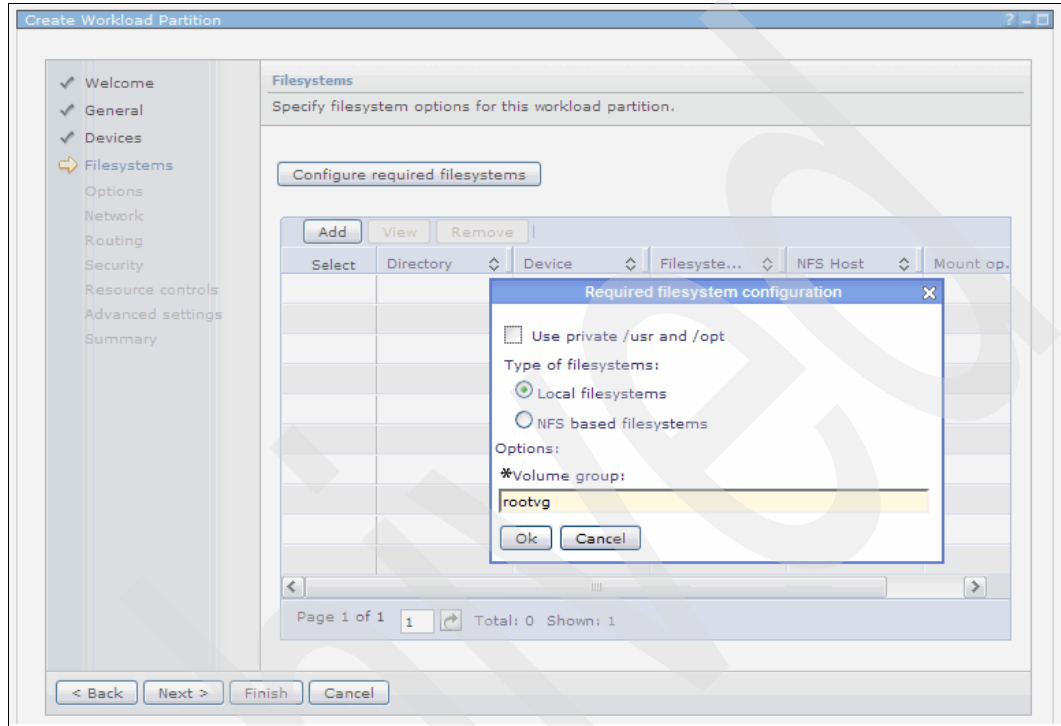 Create Workload Partition
? – □
Welcome
General
Devices
Filesystems
Options
Network
Routing
Security
Resource controls
Advanced settings
Summary
Filesystems
Specify filesystem options for this workload partition.
Configure required filesystems
Add View Remove
Select Directory Device Filesyste... NFS Host Mount op.
Required filesystem configuration
Use private /usr and /opt
Type of filesystems:
Local filesystems
NFS based filesystems
Options:
*Volume group:
rootvg
Ok Cancel
Page 1 of 1 1 Total: 0 Shown: 1
< Back Next > Finish Cancel